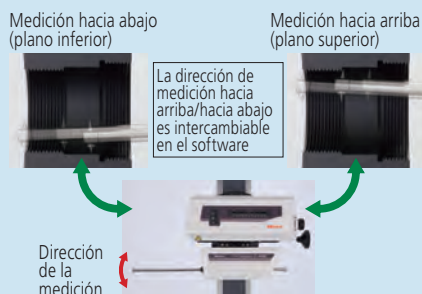 Medición hacia abajo
(plano inferior)
Medición hacia arriba
(plano superior)
La dirección de
medición hacia
arriba/hacia abajo
es intercambiable
en el software
Dirección
de la
medición